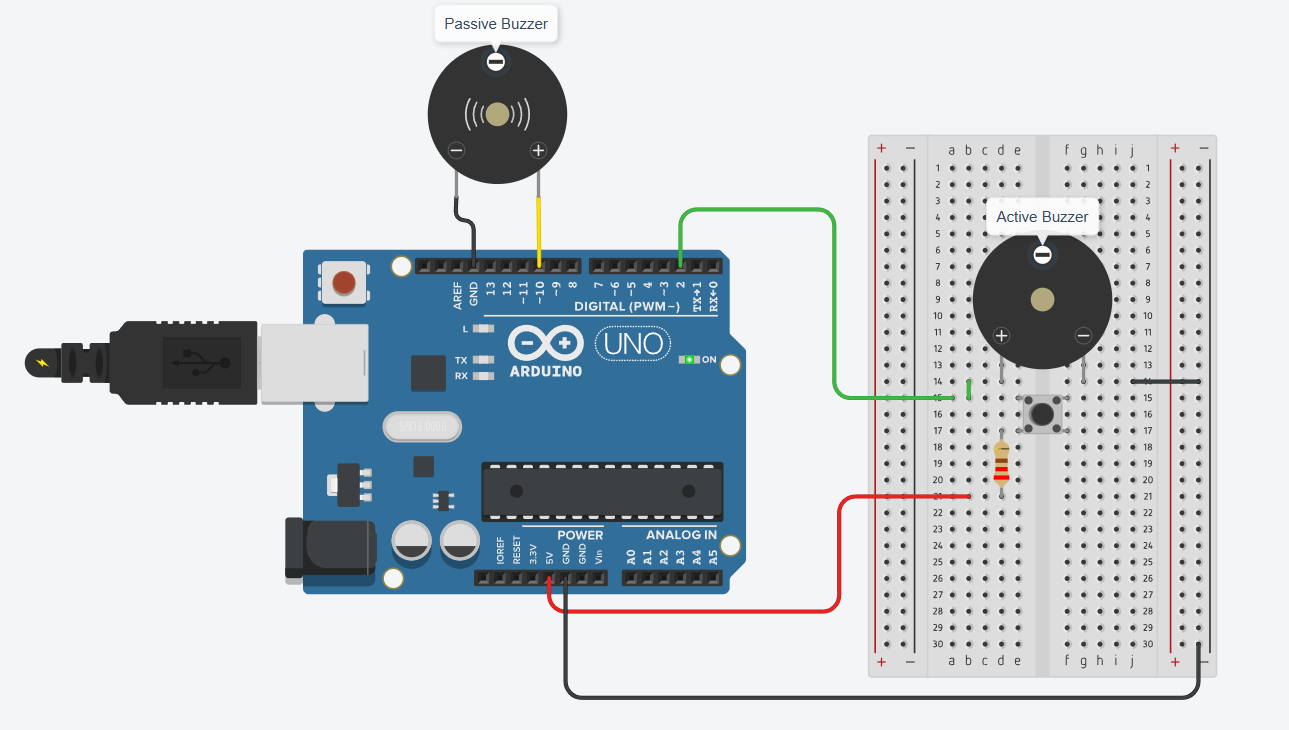 Passive Buzzer
Active Buzzer
+ − a b c d e f g h i j + −
1 1
2 2
3 3
4 4
5 5
6 6
7 7
8 8
9 9
10 10
11 11
12 12
13 13
14 14
15 15
16 16
17 17
18 18
19 19
20 20
21 21
22 22
23 23
24 24
25 25
26 26
27 27
28 28
29 29
30 30
+ − a b c d e f g h i j + −
AREF
GND
13
12
~11
~10
~9
8
7
~6
~5
4
~3
2
TX→1
RX←0
DIGITAL (PWM~)
L
TX
RX
ARDUINO
UNO
ON
POWER
ANALOG IN
IOREF
RESET
3.3V
5V
GND
GND
Vin
A0
A1
A2
A3
A4
A5